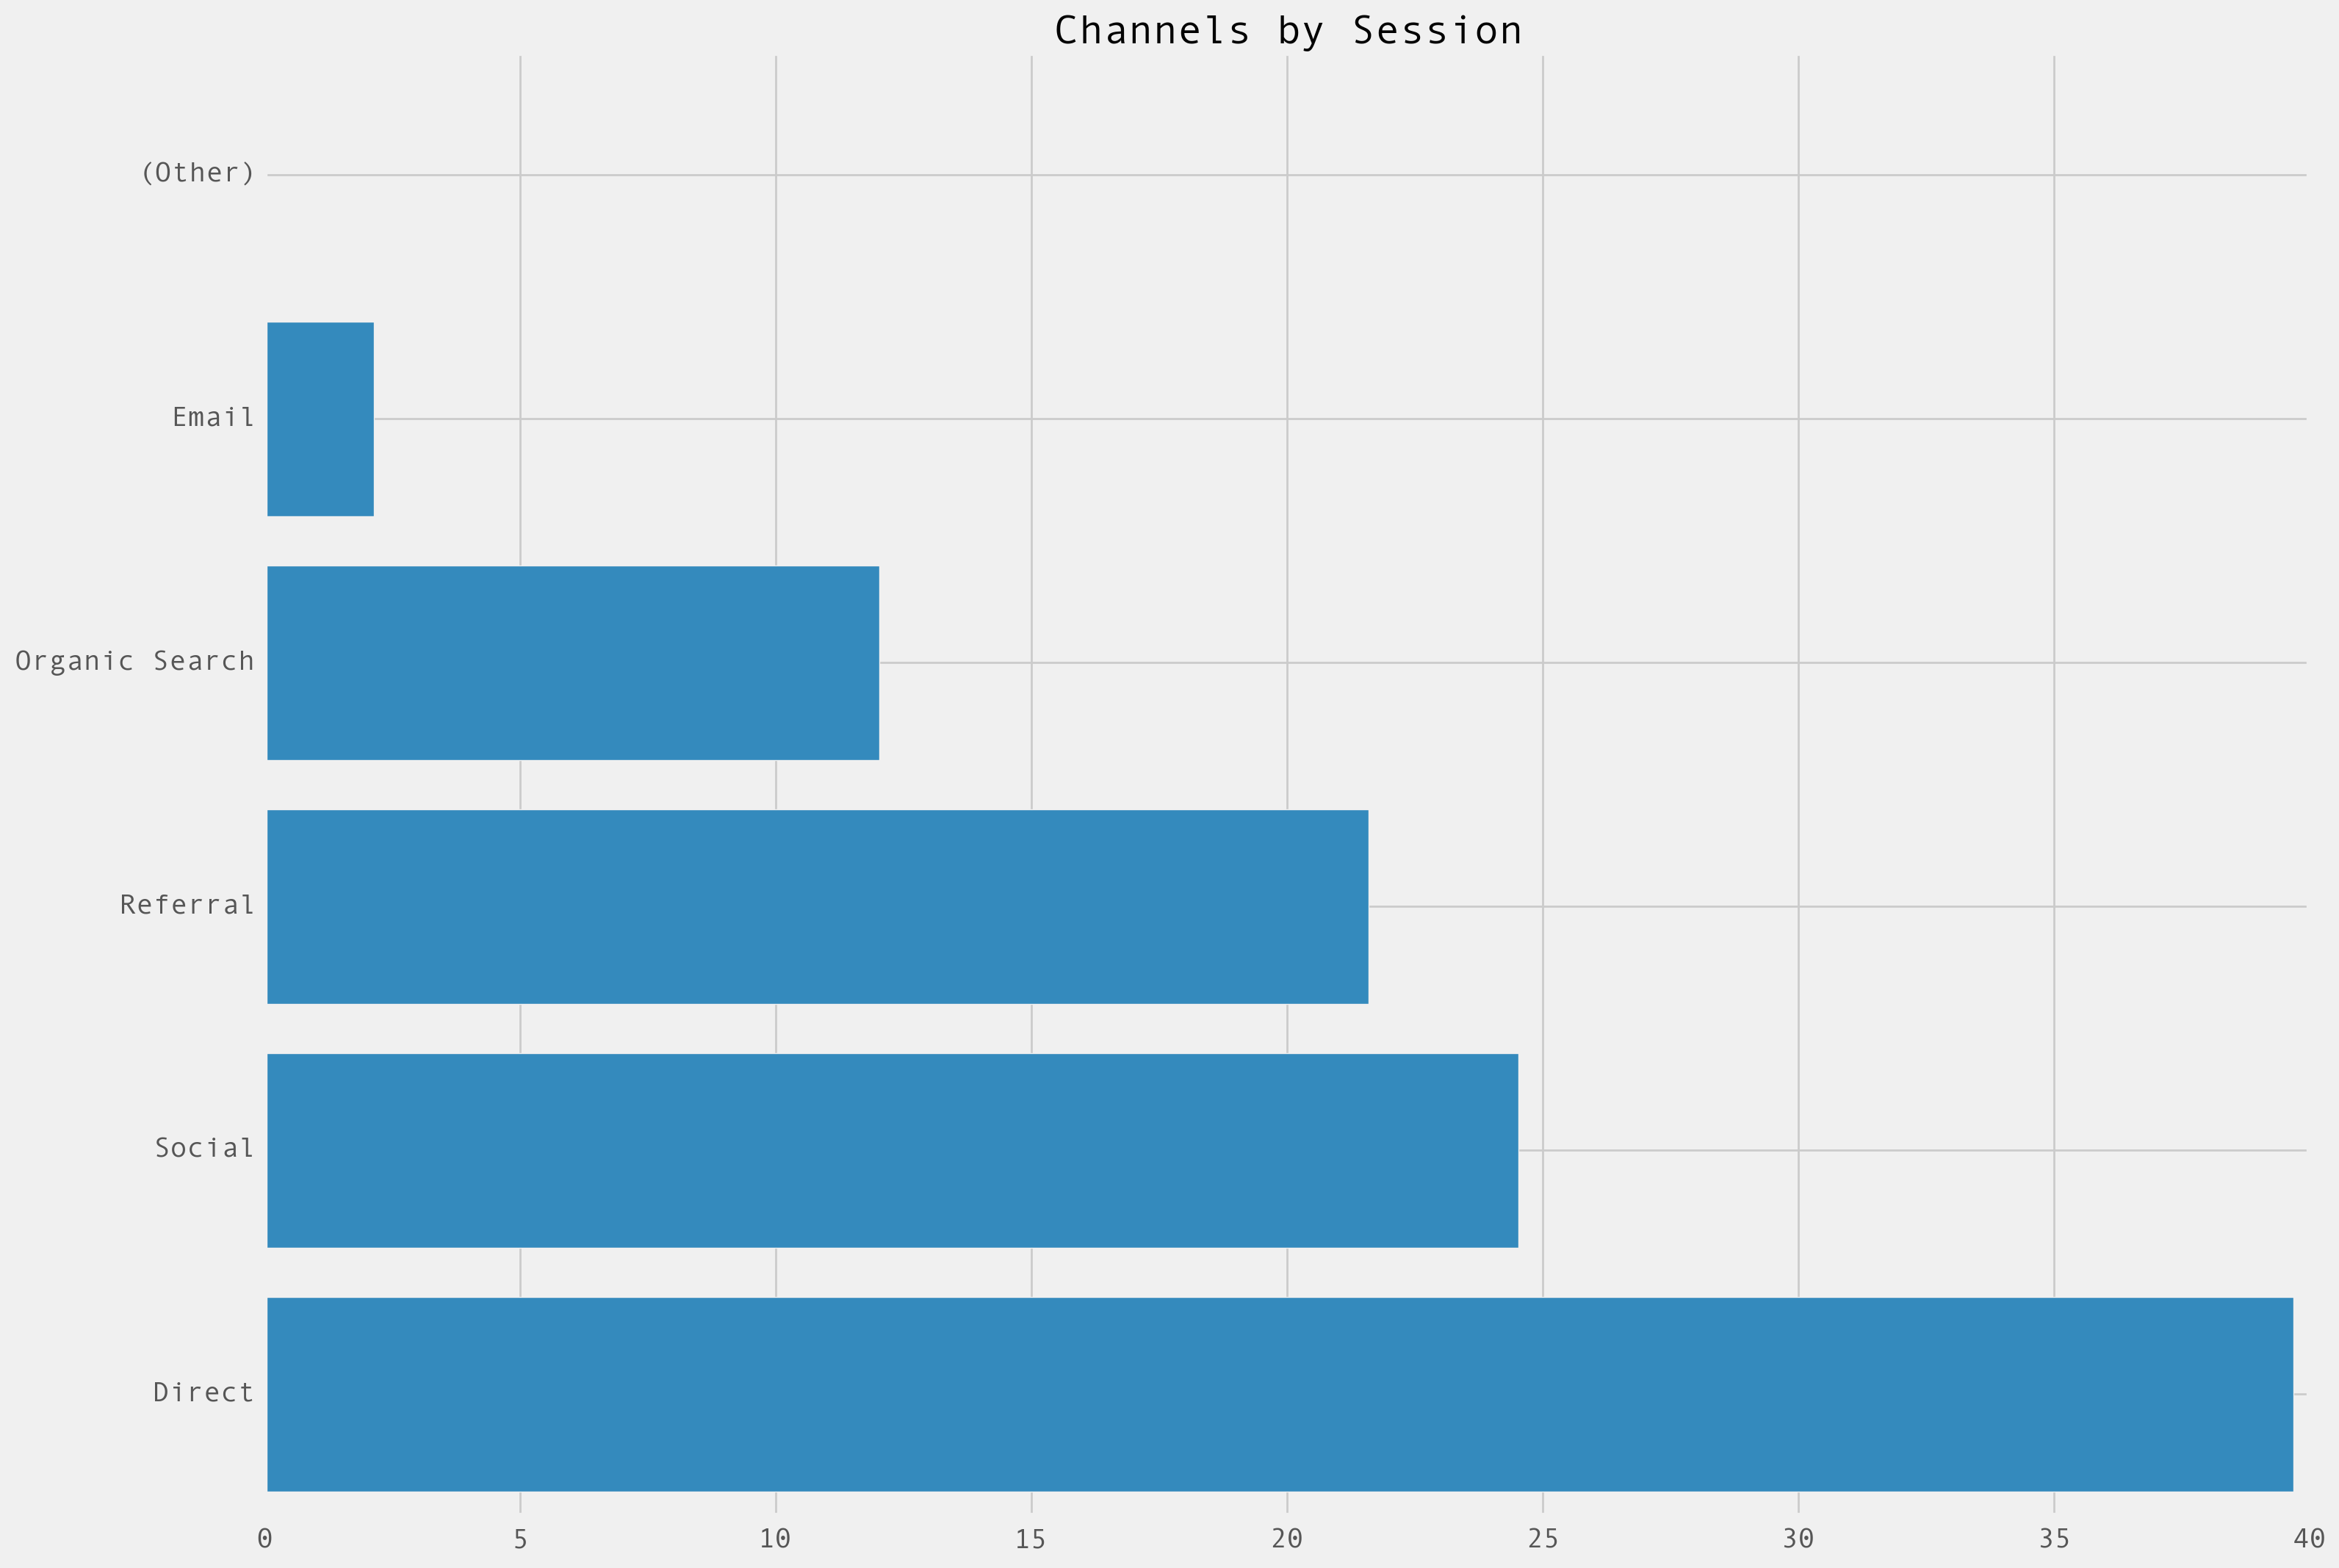 Channels by Session
(Other)
Email
Organic Search
Referral
Social
Direct
0 5 10 15 20 25 30 35 40